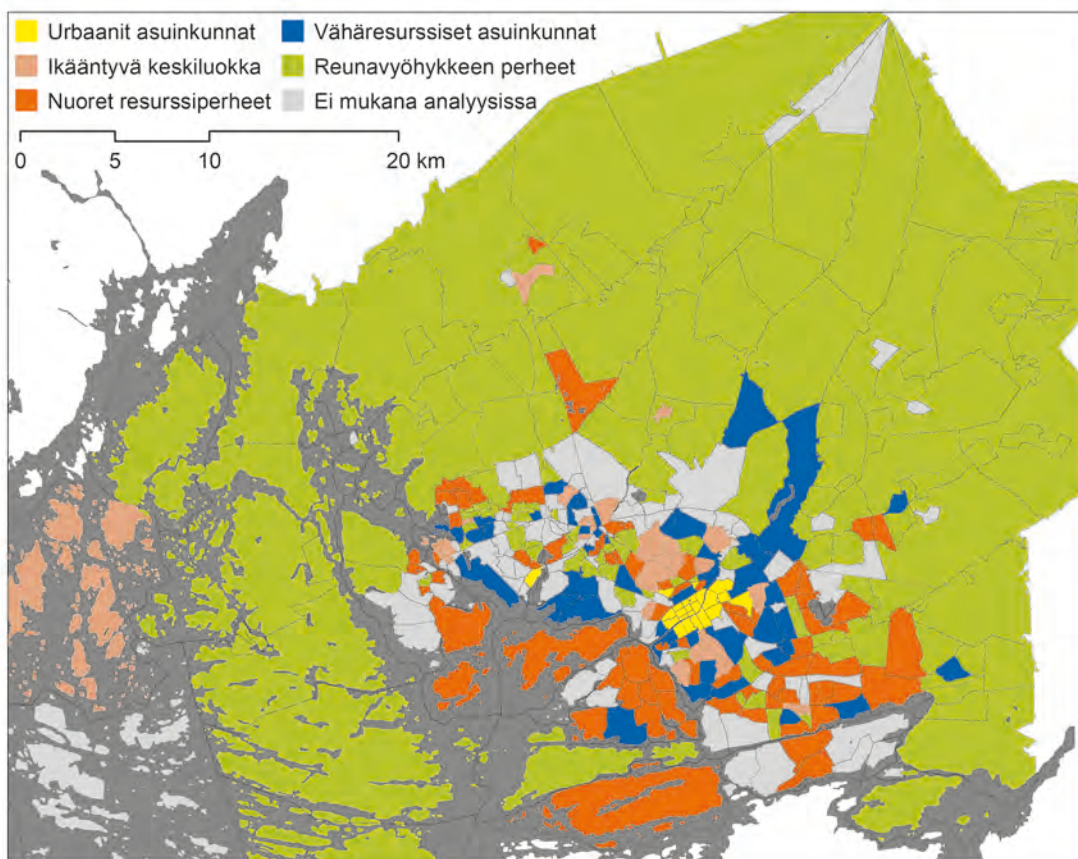 Urbaanit asuinkunnat
Ikääntyvä keskiluokka
Nuoret resurssiperheet
Vähäresurssiset asuinkunnat
Reunavyöhykkeen perheet
Ei mukana analyysissa
0 5 10 20 km